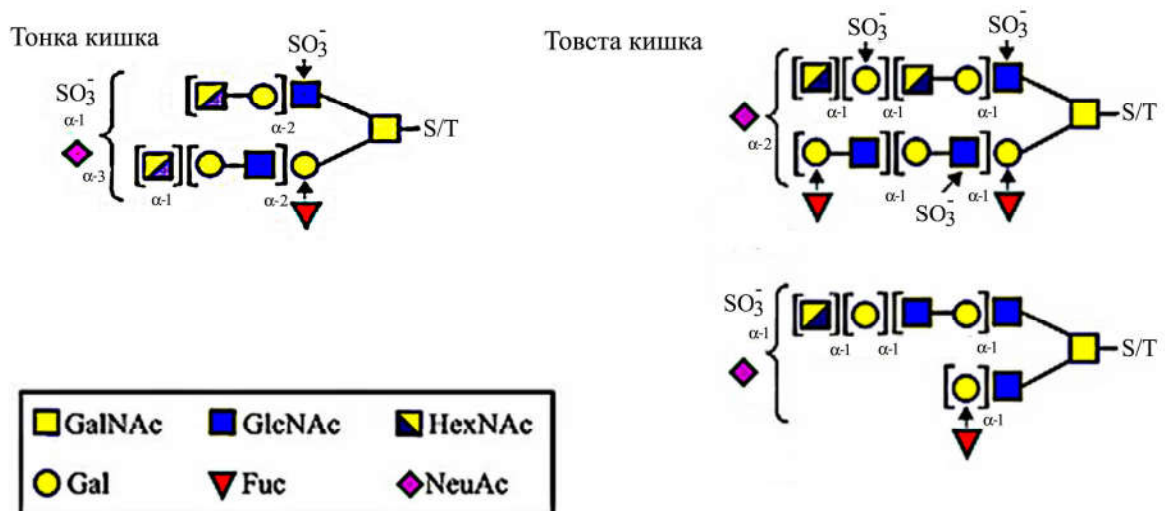 Тонка кишка
SO₃⁻
SO₃⁻
α-1
α-3
α-2
α-1
α-2
S/T
Товста кишка
SO₃⁻
SO₃⁻
α-2
α-1
α-1
α-1
α-1
SO₃⁻
α-1
S/T
SO₃⁻
α-1
α-1
α-1
α-1
α-1
S/T
GalNAc GlcNAc HexNAc
Gal Fuc NeuAc